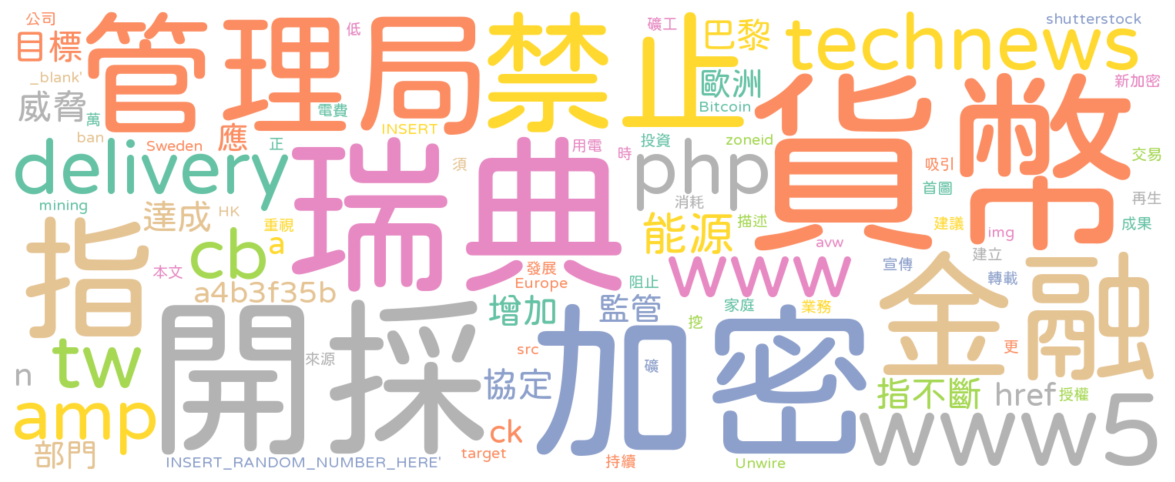 公司
目標
管理局
低
禁止
礦工
巴黎
technews
shutterstock
_blank'
威脅
萬
ban
電費
INSERT
歐洲
Bitcoin
貨幣
新加密
Sweden
應
正
delivery
mining
瑞典
須
用電
時
投資
zoneid
php
消耗
吸引
首圖
交易
再生
達成
HK
重視
a
cb
指
本文
a4b3f35b
發展
Europe
能源
描述
阻止
www
avw
建議
img
成果
建立
宣傳
轉載
金融
tw
n
amp
部門
開採
來源
增加
監管
src
協定
ck
target
加密
礦
挖
家庭
業務
持續
更
指不斷
href
授權
www5
INSERT_RANDOM_NUMBER_HERE'
Unwire